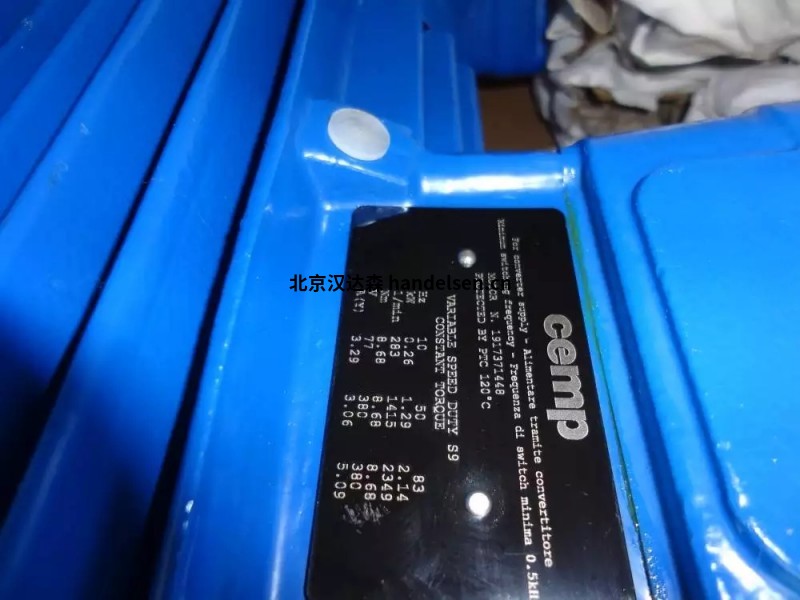 cemp
For converter supply - Alimentare tramite convertitore
Minimum switching frequency - Frequenza di switch minima 0.5kH
MOTOR N. 1917371448
PROTECTED BY PTC 120°C
VARIABLE SPEED DUTY S9
CONSTANT TORQUE
Hz 10 50 83
kW 0.26 1.29 2.14
1/min 283 1415 2349
Nm 8.68 8.68 8.68
V 77 380 380
A(Y) 3.29 3.06 5.09
北京汉达森 handelsen.cn